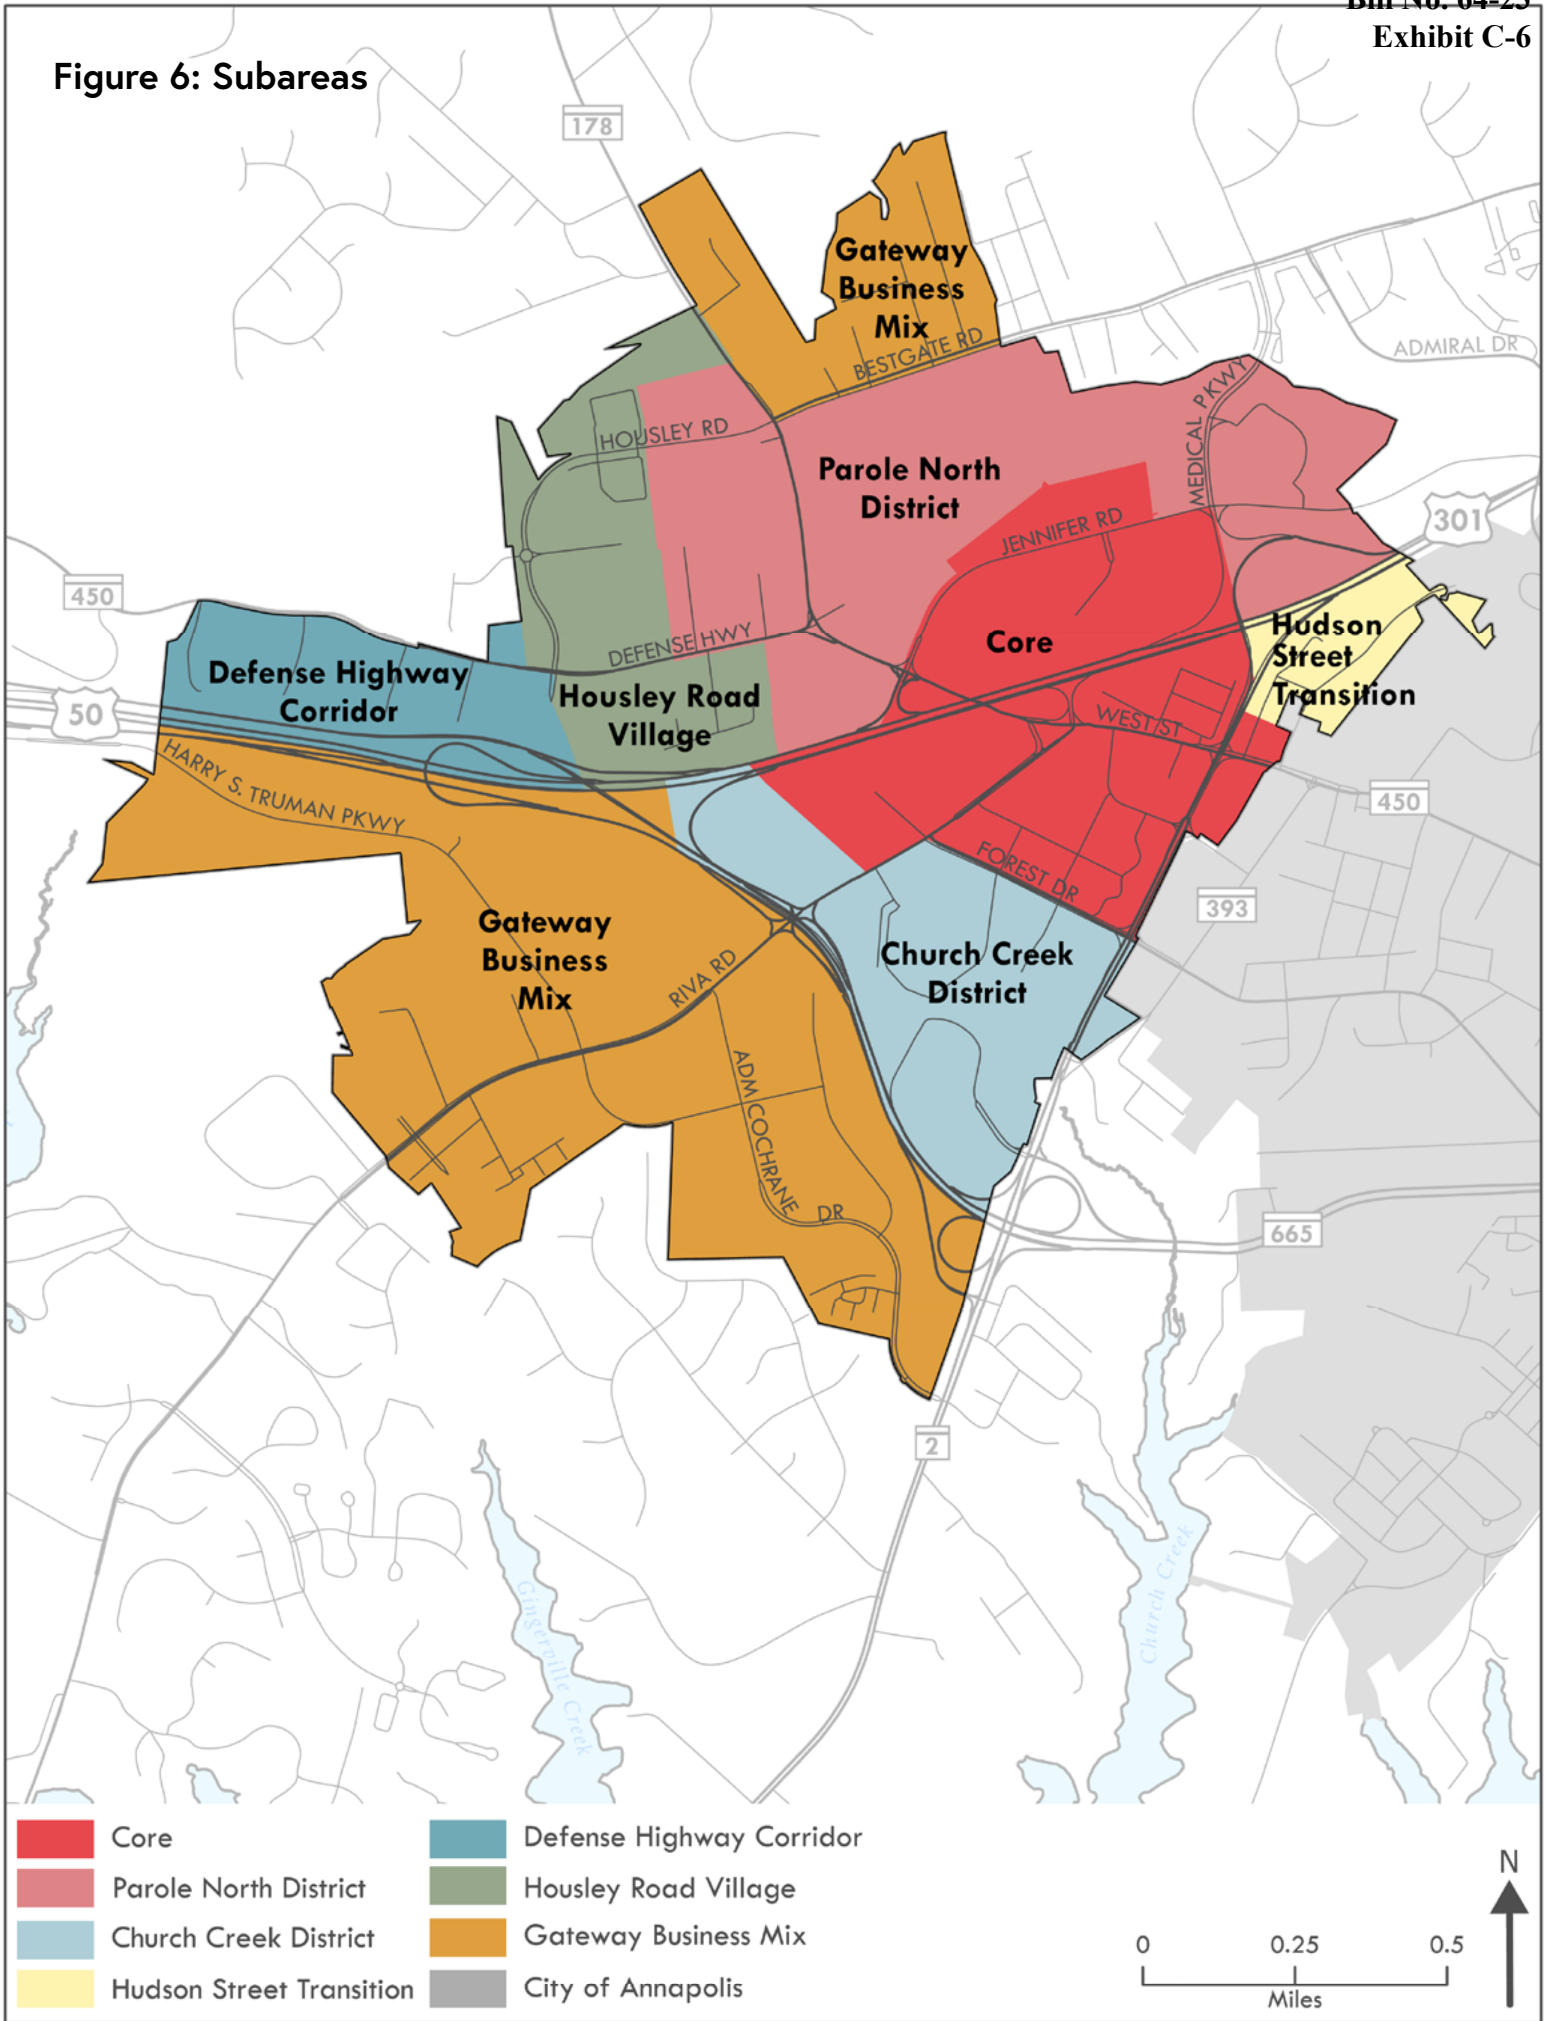 Bill No. 64-23
Exhibit C-6
Figure 6: Subareas
178
Gateway
Business
Mix
BESTGATE RD
ADMIRAL DR
HOUSLEY RD
MEDICAL PKWY
Parole North
District
301
JENNIFER RD
450
Hudson
Street
Transition
DEFENSE HWY
Core
Defense Highway
Corridor
Housley Road
Village
50
WEST ST
HARRY S. TRUMAN PKWY
450
FOREST DR
393
Gateway
Business
Mix
Church Creek
District
RIVA RD
ADM COCHRANE DR
665
2
Gingerville Creek
Church Creek
Core
Parole North District
Church Creek District
Hudson Street Transition
Defense Highway Corridor
Housley Road Village
Gateway Business Mix
City of Annapolis
0 0.25 0.5
Miles
N